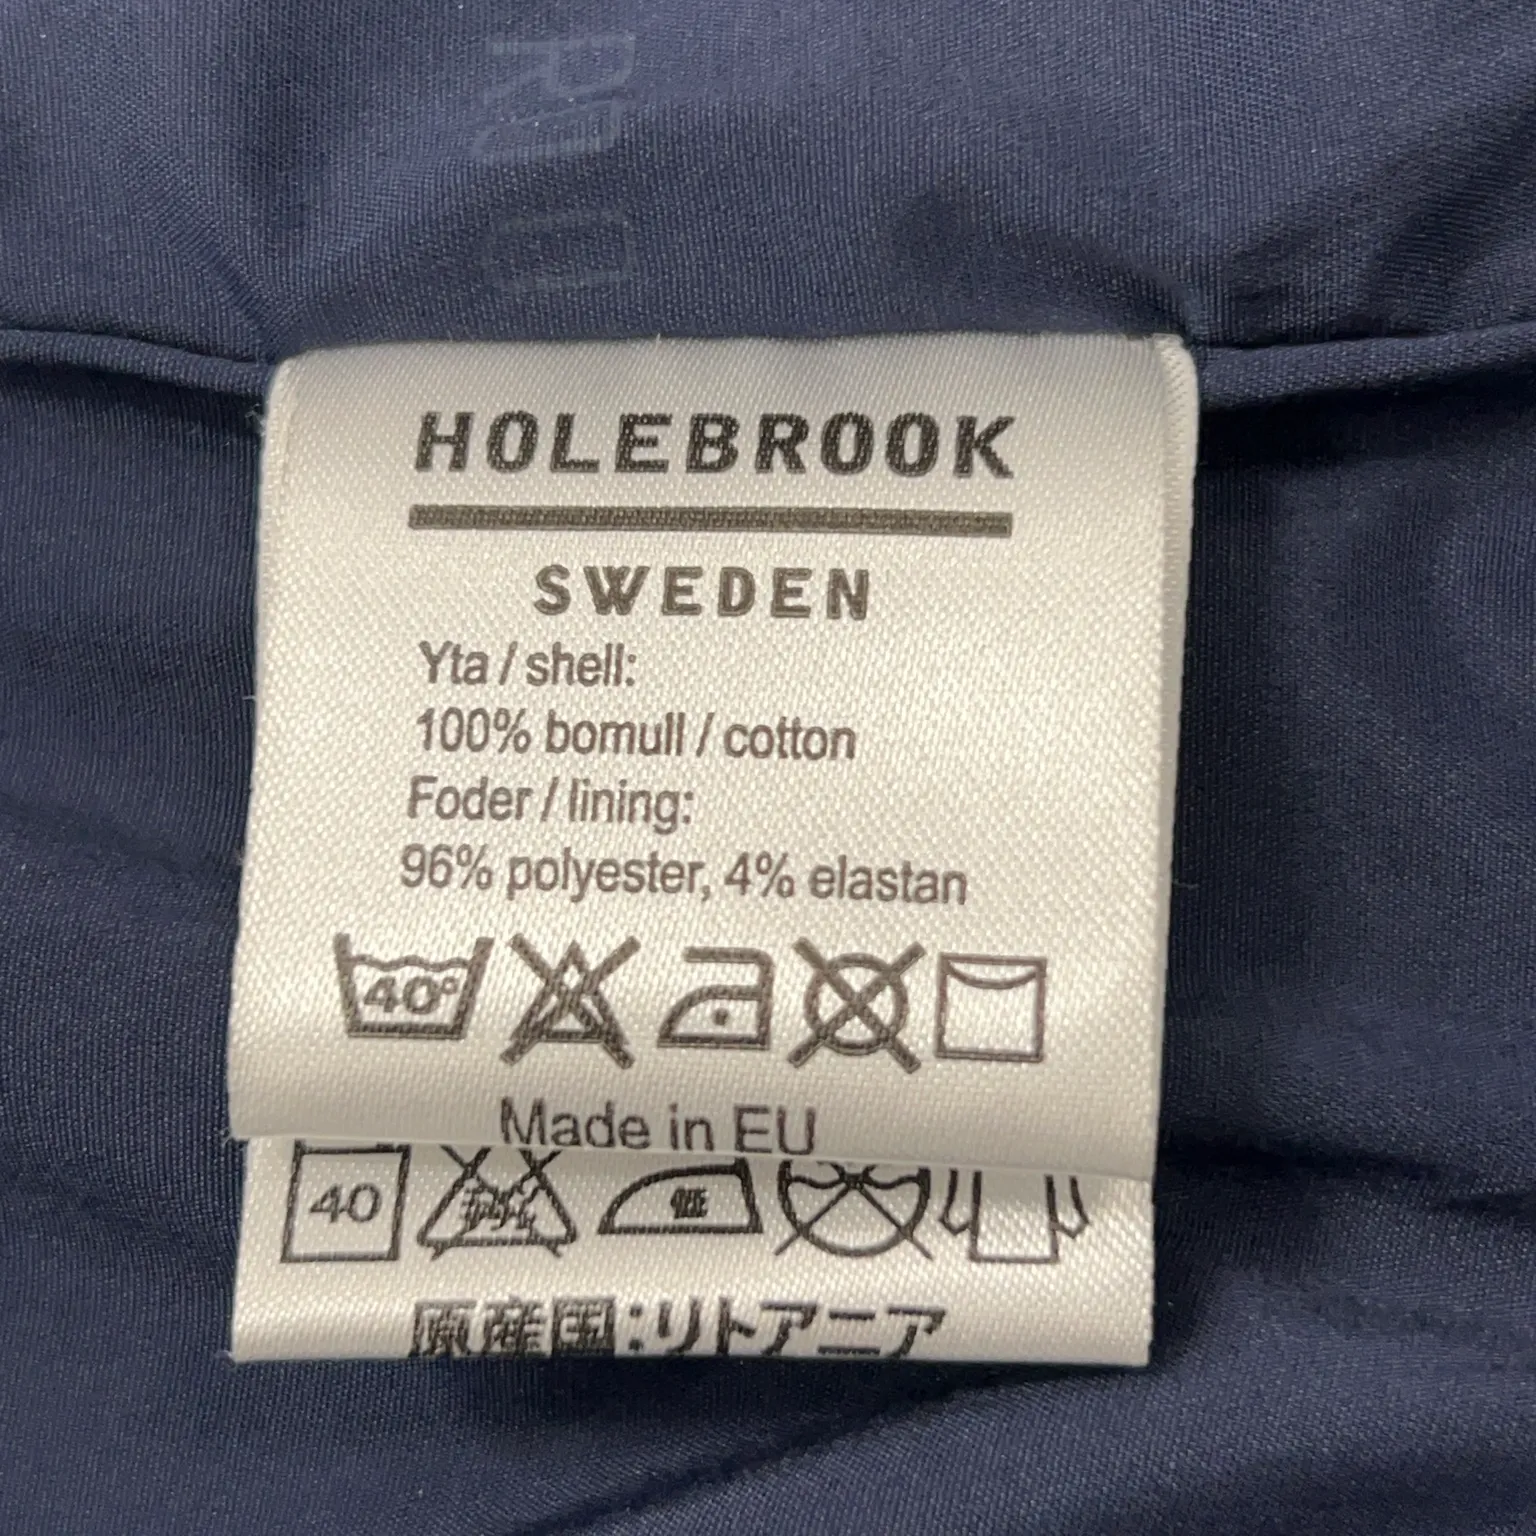 HOLEBROOK
SWEDEN
Yta / shell:
100% bomull / cotton
Foder / lining:
96% polyester, 4% elastan
40°
Made in EU
40
原産国:リトアニア